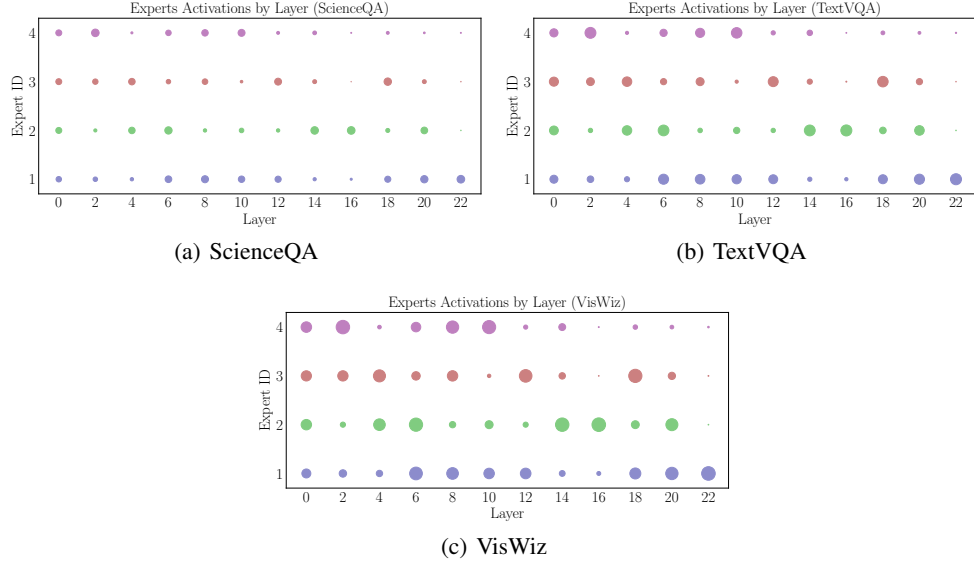 Experts Activations by Layer (ScienceQA)
Expert ID
4
3
2
1
0 2 4 6 8 10 12 14 16 18 20 22
Layer
(a) ScienceQA
Experts Activations by Layer (TextVQA)
Expert ID
4
3
2
1
0 2 4 6 8 10 12 14 16 18 20 22
Layer
(b) TextVQA
Experts Activations by Layer (VisWiz)
Expert ID
4
3
2
1
0 2 4 6 8 10 12 14 16 18 20 22
Layer
(c) VisWiz